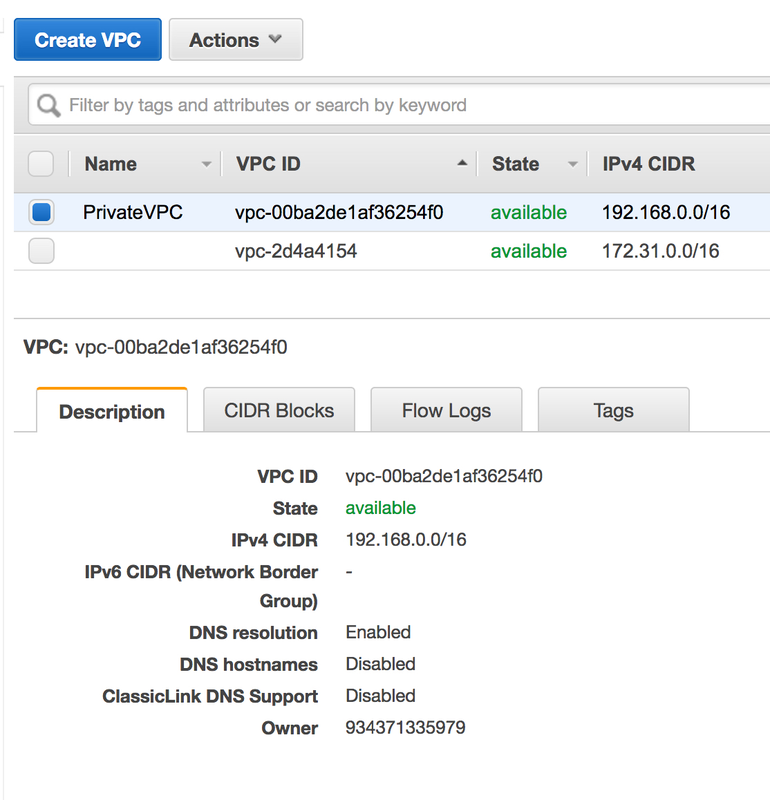 Create VPC Actions
Filter by tags and attributes or search by keyword
Name VPC ID State IPv4 CIDR
PrivateVPC vpc-00ba2de1af36254f0 available 192.168.0.0/16
vpc-2d4a4154 available 172.31.0.0/16
VPC: vpc-00ba2de1af36254f0
Description CIDR Blocks Flow Logs Tags
VPC ID vpc-00ba2de1af36254f0
State available
IPv4 CIDR 192.168.0.0/16
IPv6 CIDR (Network Border -
Group)
DNS resolution Enabled
DNS hostnames Disabled
ClassicLink DNS Support Disabled
Owner 934371335979